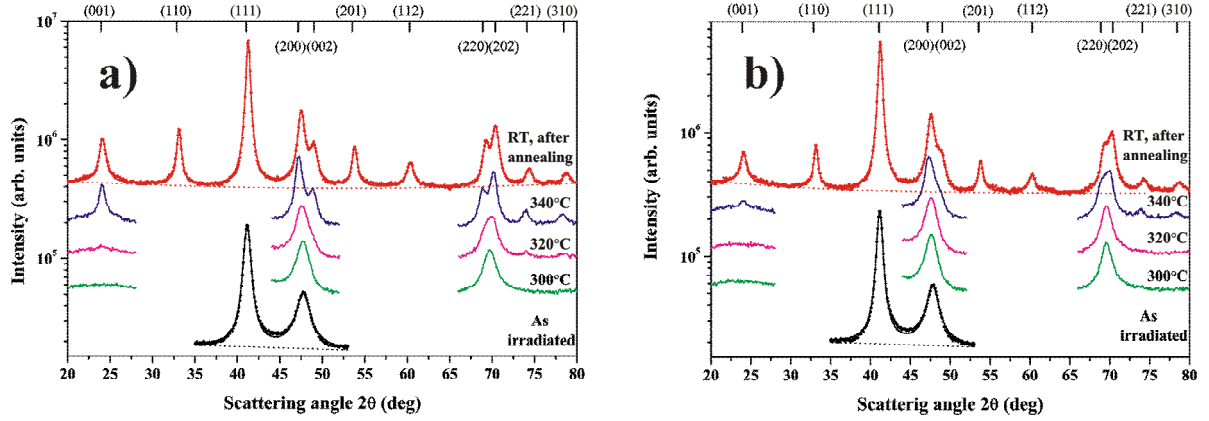 (001) (110) (111) (201) (112) (221) (310)
(200)(002) (220)(202)
a)
10^7
10^6
10^5
Intensity (arb. units)
RT, after
annealing
340°C
320°C
300°C
As
irradiated
20 25 30 35 40 45 50 55 60 65 70 75 80
Scattering angle 2θ (deg)
(001) (110) (111) (201) (112) (221) (310)
(200)(002) (220)(202)
b)
10^6
10^5
Intensity (arb. units)
RT, after
annealing
340°C
320°C
300°C
As
irradiated
20 25 30 35 40 45 50 55 60 65 70 75 80
Scatterig angle 2θ (deg)